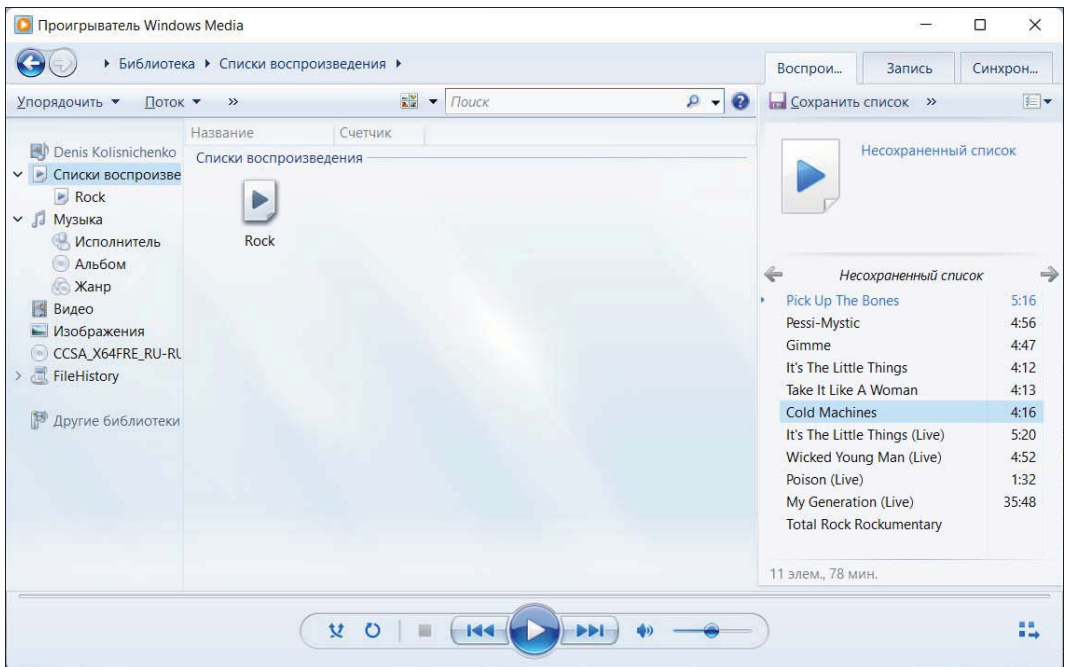 Проигрыватель Windows Media
Библиотека Списки воспроизведения
Воспрои... Запись Синхрон...
Упорядочить Поток » Поиск
Сохранить список »
Название Счетчик
Списки воспроизведения
Rock
Denis Kolisnichenko
Списки воспроизве
Rock
Музыка
Исполнитель
Альбом
Жанр
Видео
Изображения
CCSA_X64FRE_RU-RU
FileHistory
Другие библиотеки
Несохраненный список
Несохраненный список
Pick Up The Bones 5:16
Pessi-Mystic 4:56
Gimme 4:47
It's The Little Things 4:12
Take It Like A Woman 4:13
Cold Machines 4:16
It's The Little Things (Live) 5:20
Wicked Young Man (Live) 4:52
Poison (Live) 1:32
My Generation (Live) 35:48
Total Rock Rockumentary
11 элем., 78 мин.